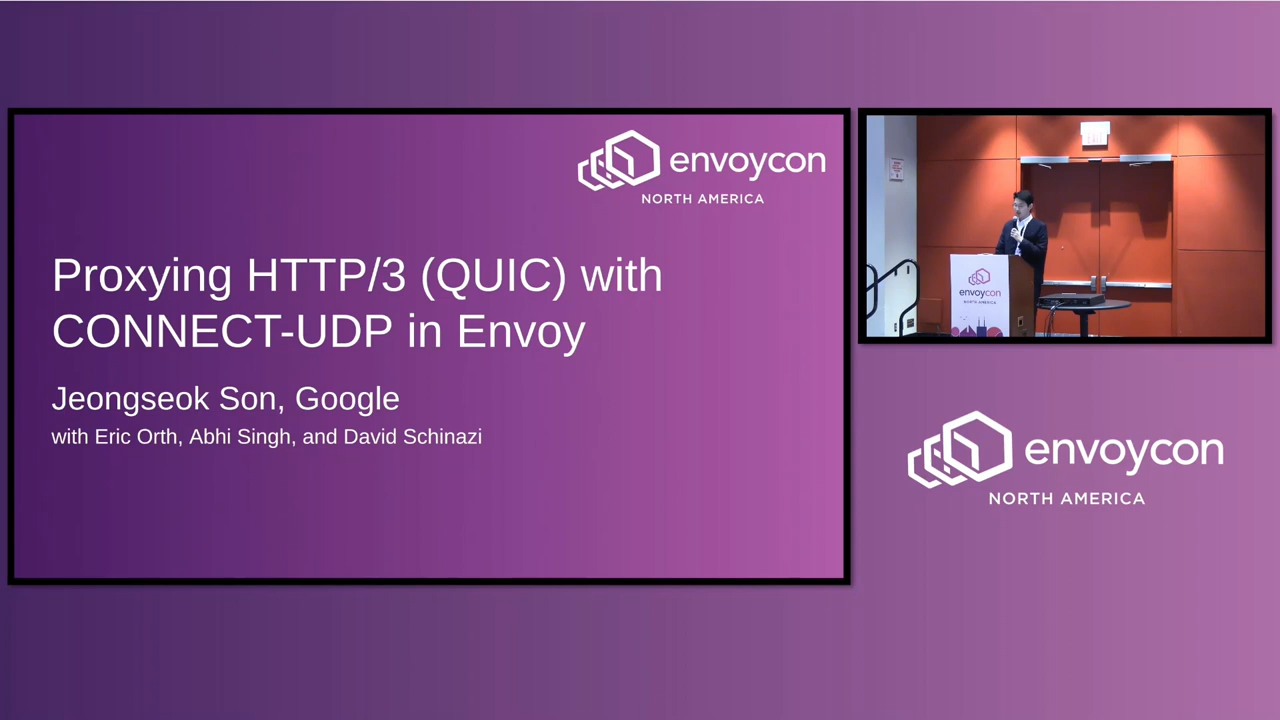 envoycon
NORTH AMERICA
Proxying HTTP/3 (QUIC) with
CONNECT-UDP in Envoy
Jeongseok Son, Google
with Eric Orth, Abhi Singh, and David Schinazi
envoycon
NORTH AMERICA
envoycon
NORTH AMERICA